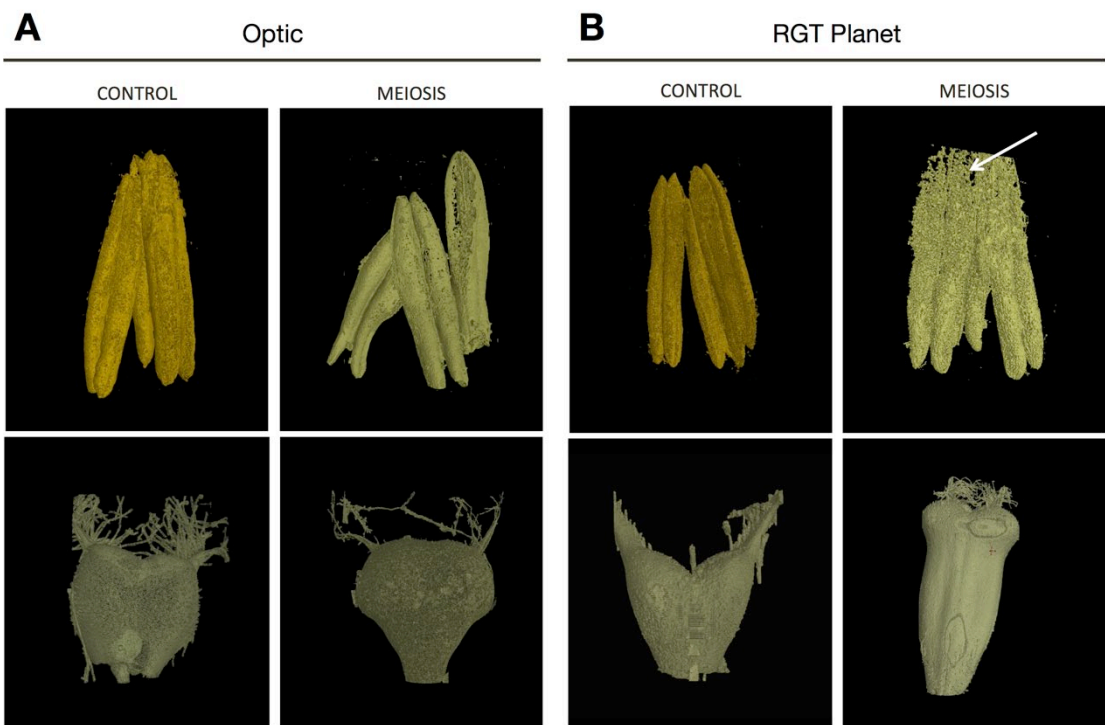 A
Optic
CONTROL
MEIOSIS
B
RGT Planet
CONTROL
MEIOSIS